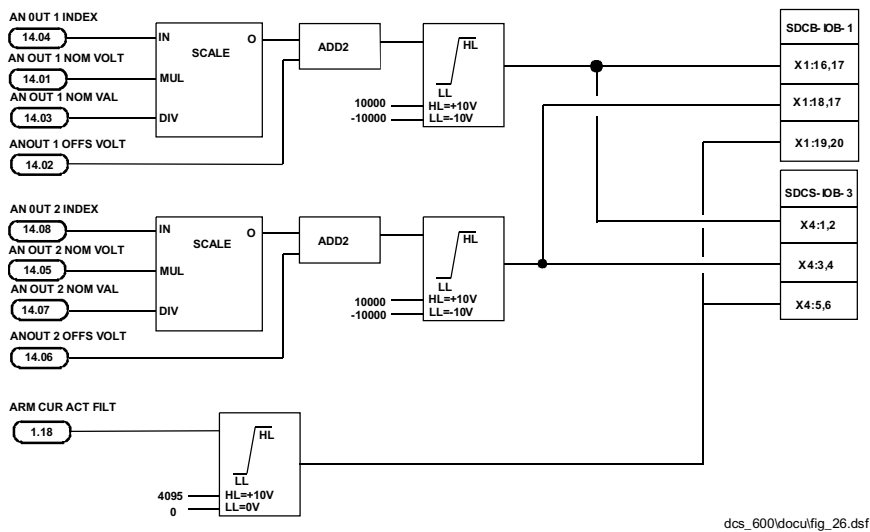 AN 0UT 1 INDEX
14.04
AN OUT 1 NOM VOLT
14.01
AN OUT 1 NOM VAL
14.03
ANOUT 1 OFFS VOLT
14.02
IN
SCALE
O
MUL
DIV
ADD2
HL
LL
10000
HL=+10V
-10000
LL=-10V
SDCB-IOB-1
X1:16,17
X1:18,17
X1:19,20
SDCS-IOB-3
X4:1,2
X4:3,4
X4:5,6
AN 0UT 2 INDEX
14.08
AN OUT 2 NOM VOLT
14.05
AN OUT 2 NOM VAL
14.07
ANOUT 2 OFFS VOLT
14.06
IN
SCALE
O
MUL
DIV
ADD2
HL
LL
10000
HL=+10V
-10000
LL=-10V
ARM CUR ACT FILT
1.18
HL
LL
4095
HL=+10V
0
LL=0V
dcs_600\docu\fig_26.dsf